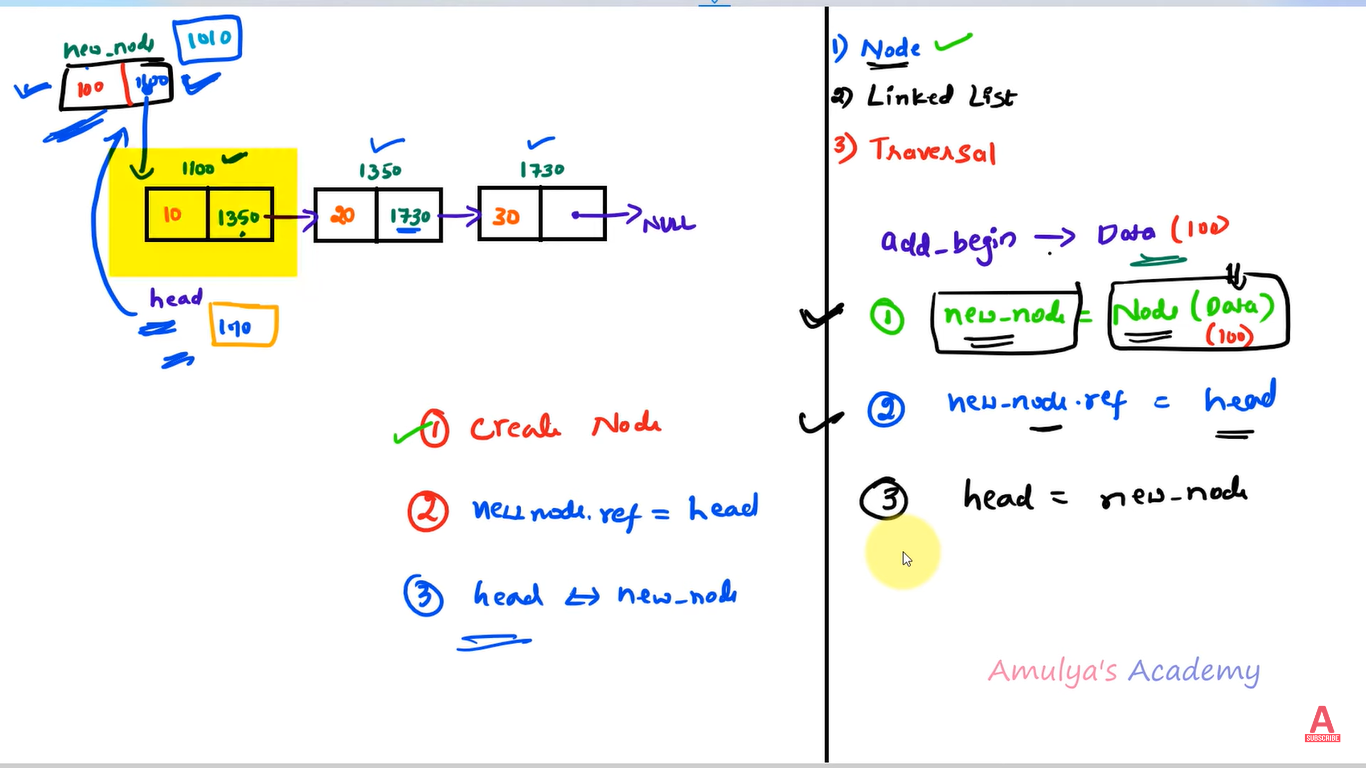 new_node 1010
100 1100
1100 1350 1730
10 1350 20 1730 30 NULL
head
① Create Node
② new node.ref = head
③ head ↔ new_node
1) Node
2) Linked List
3) Traversal
add_begin → Data (100)
① new_node = Node (Data)
(100)
② new_node.ref = head
③ head = new_node
Amulya's Academy
A
SUBSCRIBE